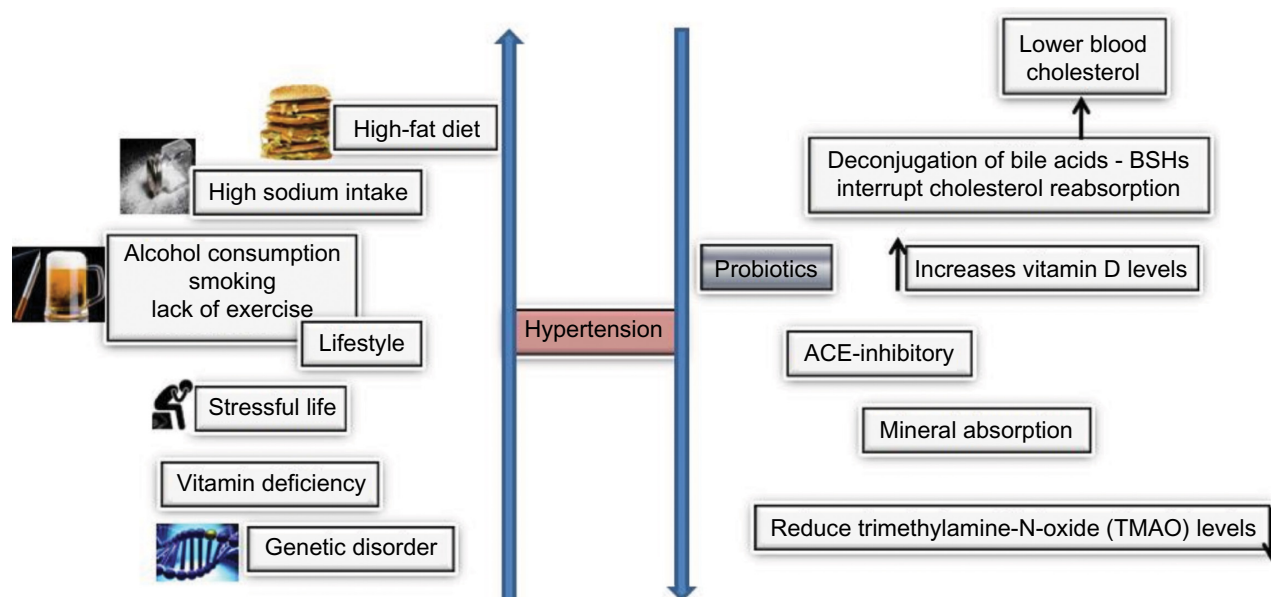 High-fat diet
High sodium intake
Alcohol consumption
smoking
lack of exercise
Lifestyle
Stressful life
Vitamin deficiency
Genetic disorder
Hypertension
Lower blood
cholesterol
Deconjugation of bile acids - BSHs
interrupt cholesterol reabsorption
Probiotics
Increases vitamin D levels
ACE-inhibitory
Mineral absorption
Reduce trimethylamine-N-oxide (TMAO) levels